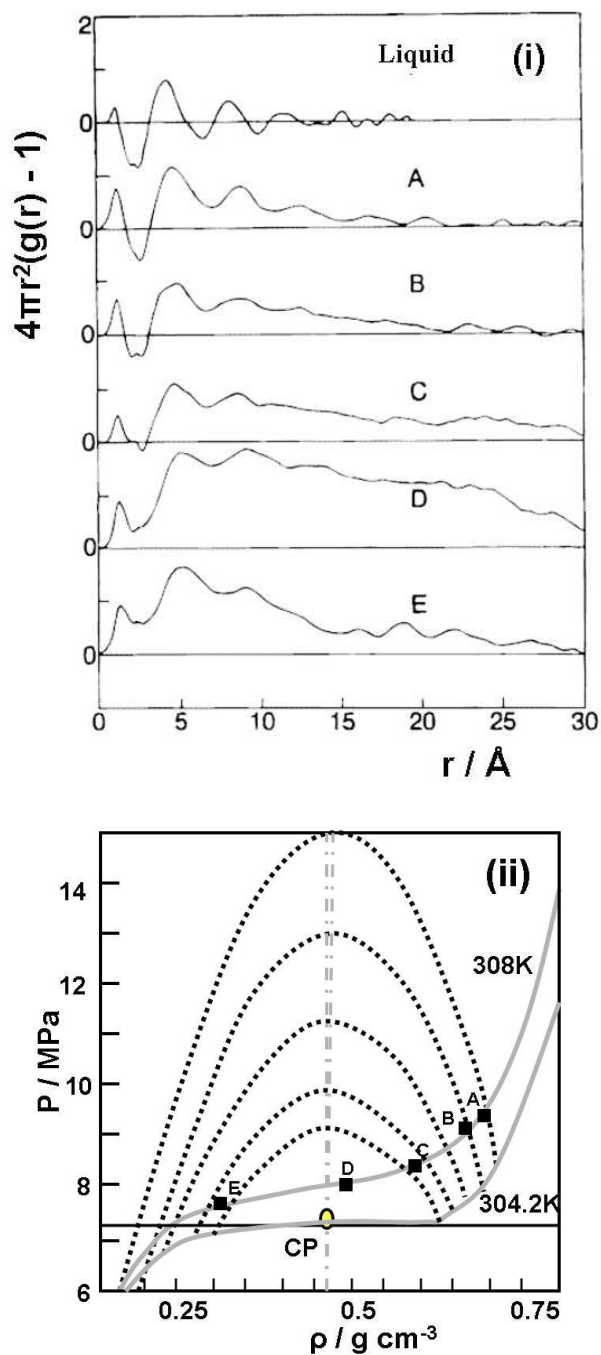 2
Liquid (i)
0
4πr²(g(r) - 1)
A
0
B
0
C
0
D
0
E
0
0 5 10 15 20 25 30
r / Å
(ii)
14
308K
12
P / MPa
10
A
B
C
8
D
E
304.2K
CP
6
0.25 0.5 0.75
ρ / g cm⁻³